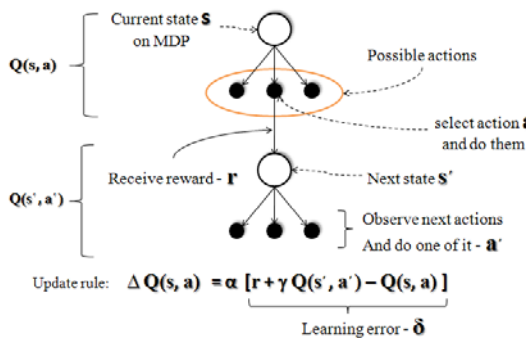 Current state s
on MDP
Q(s, a)
Possible actions
select action a
and do them
Receive reward - r
Next state s′
Q(s′, a′)
Observe next actions
And do one of it - a′
Update rule: Δ Q(s, a) = α [r + γ Q(s′, a′) – Q(s, a) ]
Learning error - δ